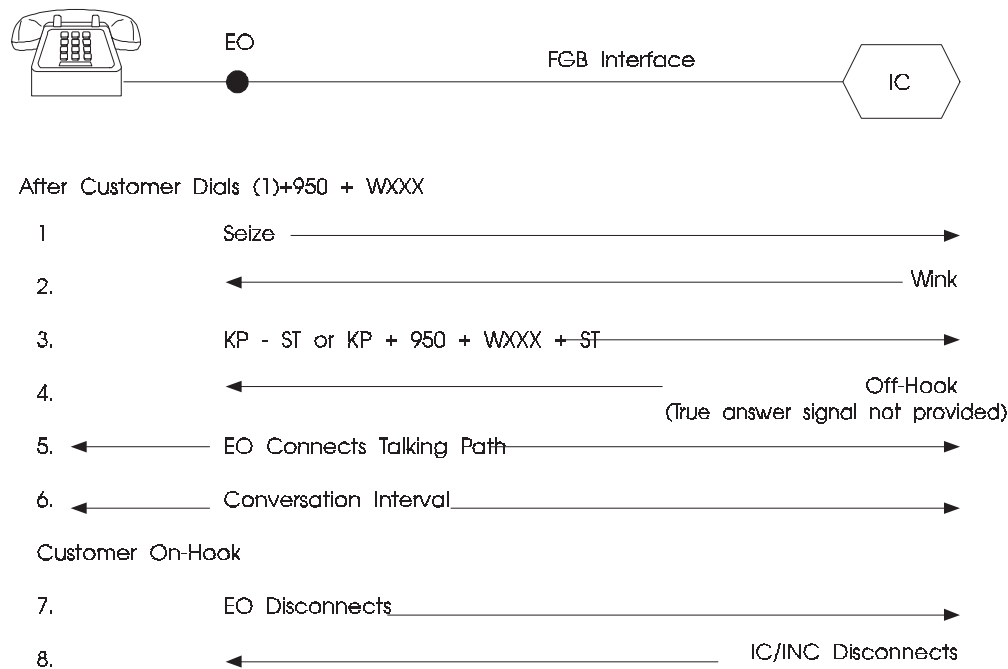 EO
FGB Interface
IC
After Customer Dials (1)+950 + WXXX
1 Seize
2. Wink
3. KP - ST or KP + 950 + WXXX + ST
4. Off-Hook
(True answer signal not provided)
5. EO Connects Talking Path
6. Conversation Interval
Customer On-Hook
7. EO Disconnects
8. IC/INC Disconnects